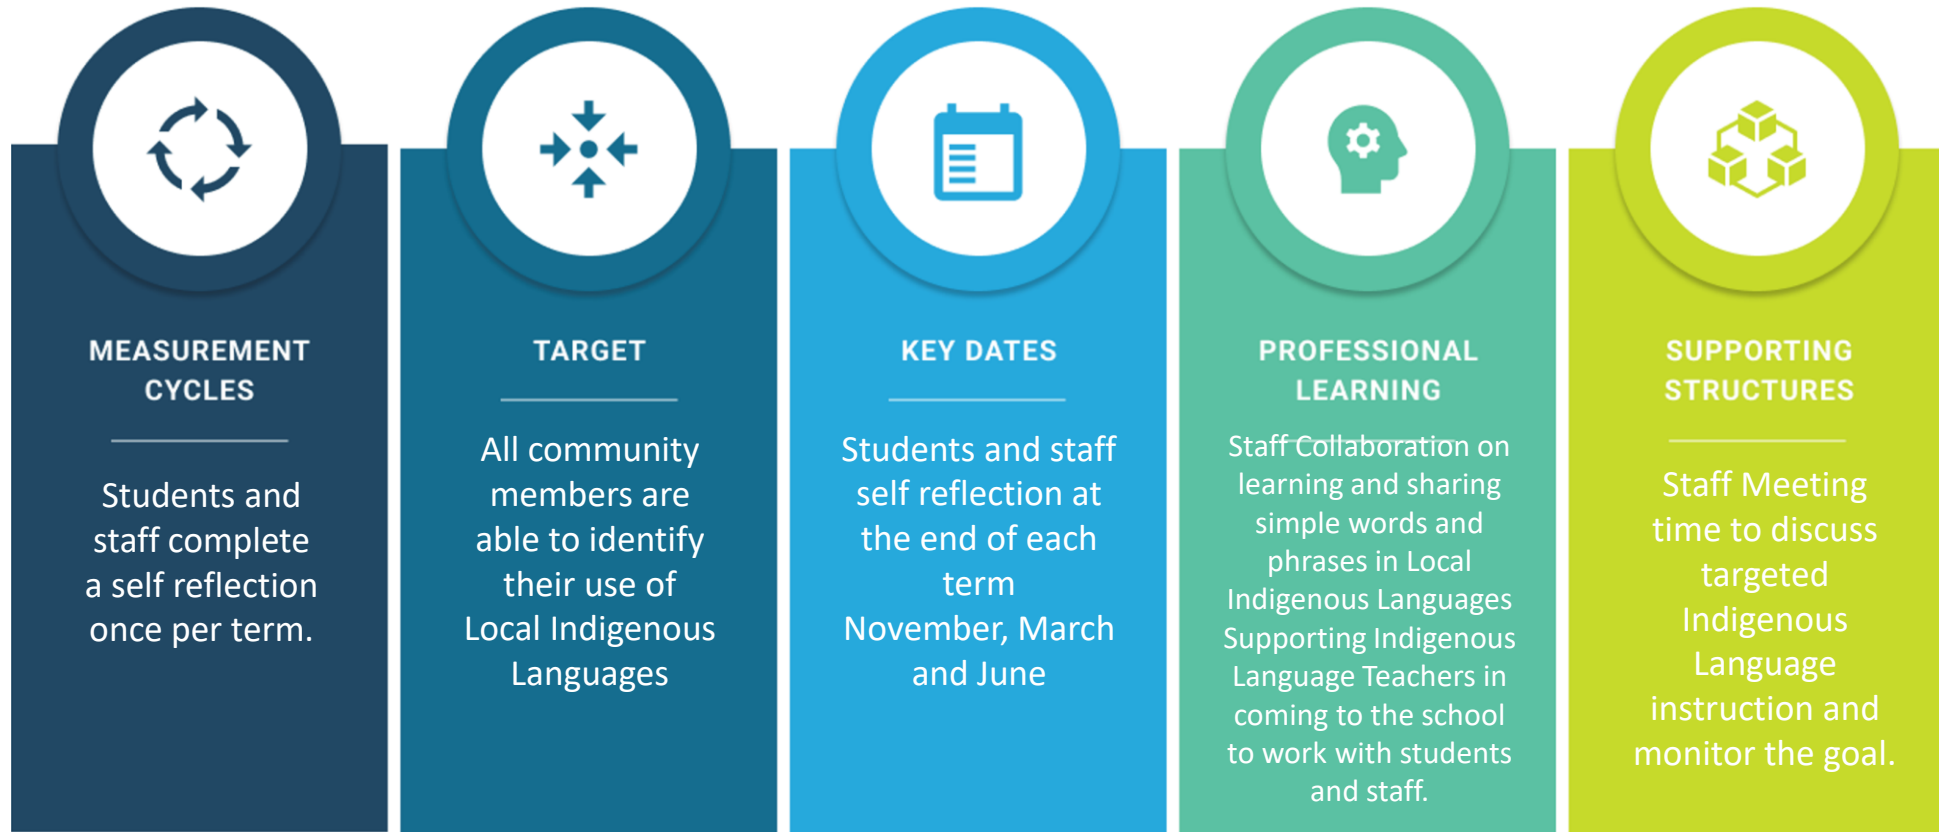 MEASUREMENT
CYCLES
Students and
staff complete
a self reflection
once per term.
TARGET
All community
members are
able to identify
their use of
Local Indigenous
Languages
KEY DATES
Students and staff
self reflection at
the end of each
term
November, March
and June
PROFESSIONAL
LEARNING
Staff Collaboration on
learning and sharing
simple words and
phrases in Local
Indigenous Languages
Supporting Indigenous
Language Teachers in
coming to the school
to work with students
and staff.
SUPPORTING
STRUCTURES
Staff Meeting
time to discuss
targeted
Indigenous
Language
instruction and
monitor the goal.